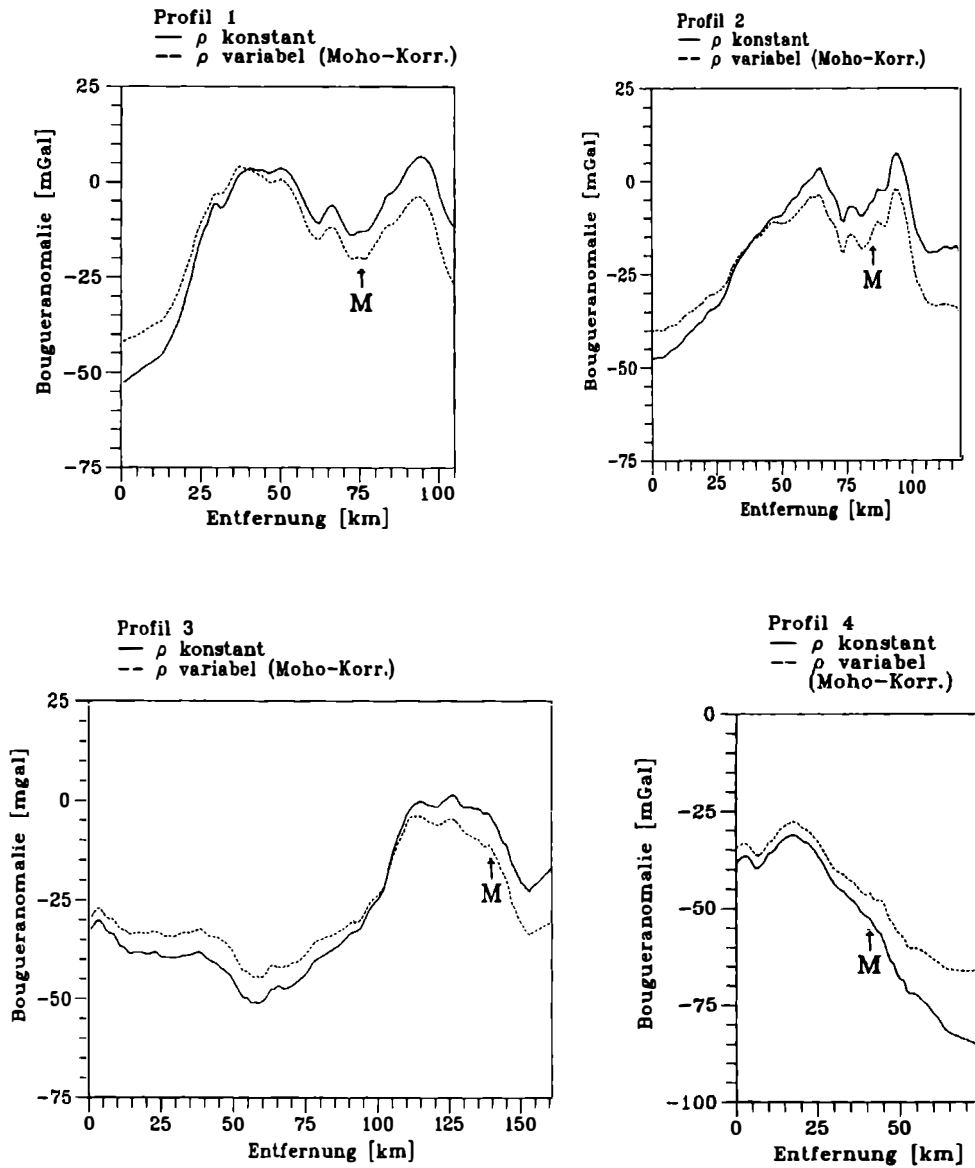 Profil 1
ρ konstant
ρ variabel (Moho-Korr.)
25
0
−25
−50
−75
Bougueranomalie [mGal]
M
0 25 50 75 100
Entfernung [km]
Profil 2
ρ konstant
ρ variabel (Moho-Korr.)
25
0
−25
−50
−75
Bougueranomalie [mGal]
M
0 25 50 75 100
Entfernung [km]
Profil 3
ρ konstant
ρ variabel (Moho-Korr.)
25
0
−25
−50
−75
Bougueranomalie [mgal]
M
0 25 50 75 100 125 150
Entfernung [km]
Profil 4
ρ konstant
ρ variabel
(Moho-Korr.)
0
−25
−50
−75
−100
Bougueranomalie [mGal]
M
0 25 50
Entfernung [km]